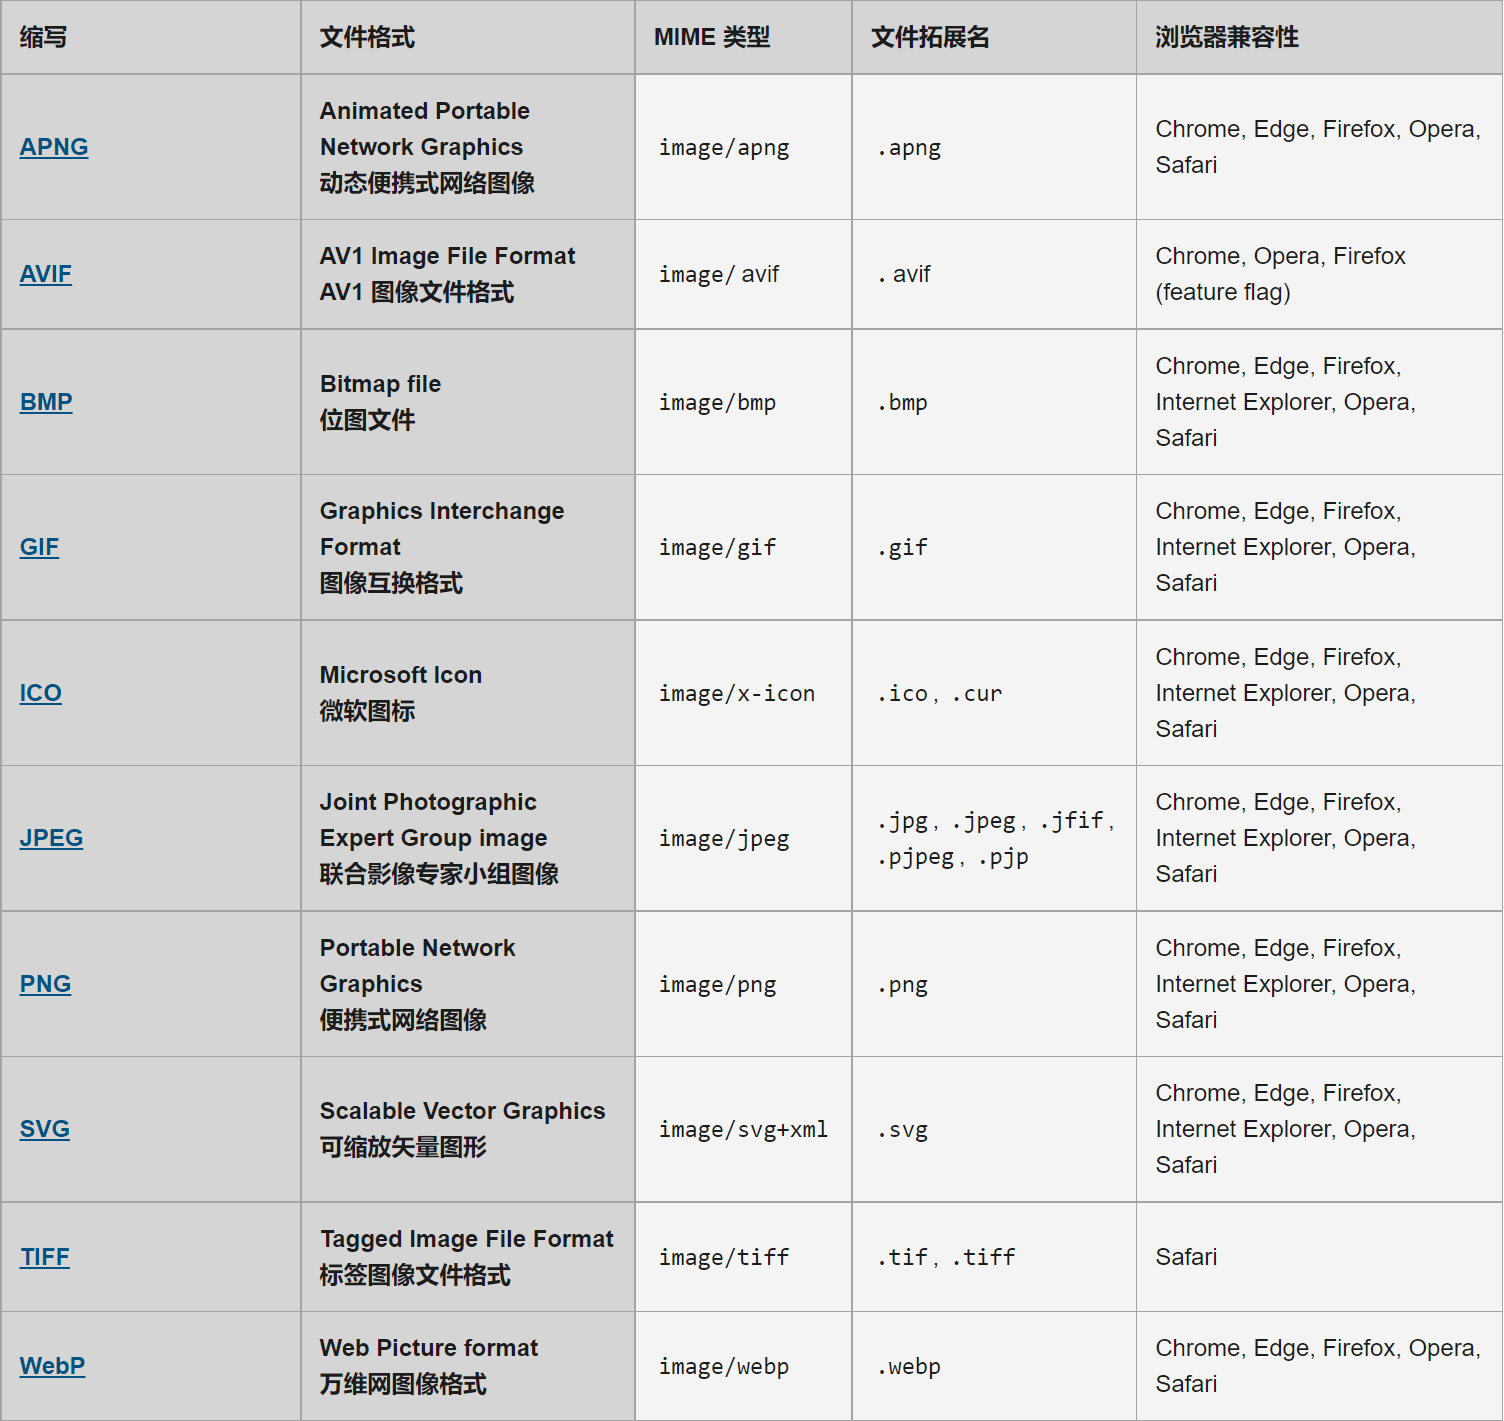 缩写 文件格式 MIME 类型 文件拓展名 浏览器兼容性
APNG
Animated Portable
Network Graphics
动态便携式网络图像
image/apng
.apng
Chrome, Edge, Firefox, Opera,
Safari
AVIF
AV1 Image File Format
AV1 图像文件格式
image/ avif
. avif
Chrome, Opera, Firefox
(feature flag)
BMP
Bitmap file
位图文件
image/bmp
.bmp
Chrome, Edge, Firefox,
Internet Explorer, Opera,
Safari
GIF
Graphics Interchange
Format
图像互换格式
image/gif
.gif
Chrome, Edge, Firefox,
Internet Explorer, Opera,
Safari
ICO
Microsoft Icon
微软图标
image/x-icon
.ico, .cur
Chrome, Edge, Firefox,
Internet Explorer, Opera,
Safari
JPEG
Joint Photographic
Expert Group image
联合影像专家小组图像
image/jpeg
.jpg, .jpeg, .jfif,
.pjpeg, .pjp
Chrome, Edge, Firefox,
Internet Explorer, Opera,
Safari
PNG
Portable Network
Graphics
便携式网络图像
image/png
.png
Chrome, Edge, Firefox,
Internet Explorer, Opera,
Safari
SVG
Scalable Vector Graphics
可缩放矢量图形
image/svg+xml
.svg
Chrome, Edge, Firefox,
Internet Explorer, Opera,
Safari
TIFF
Tagged Image File Format
标签图像文件格式
image/tiff
.tif, .tiff
Safari
WebP
Web Picture format
万维网图像格式
image/webp
.webp
Chrome, Edge, Firefox, Opera,
Safari